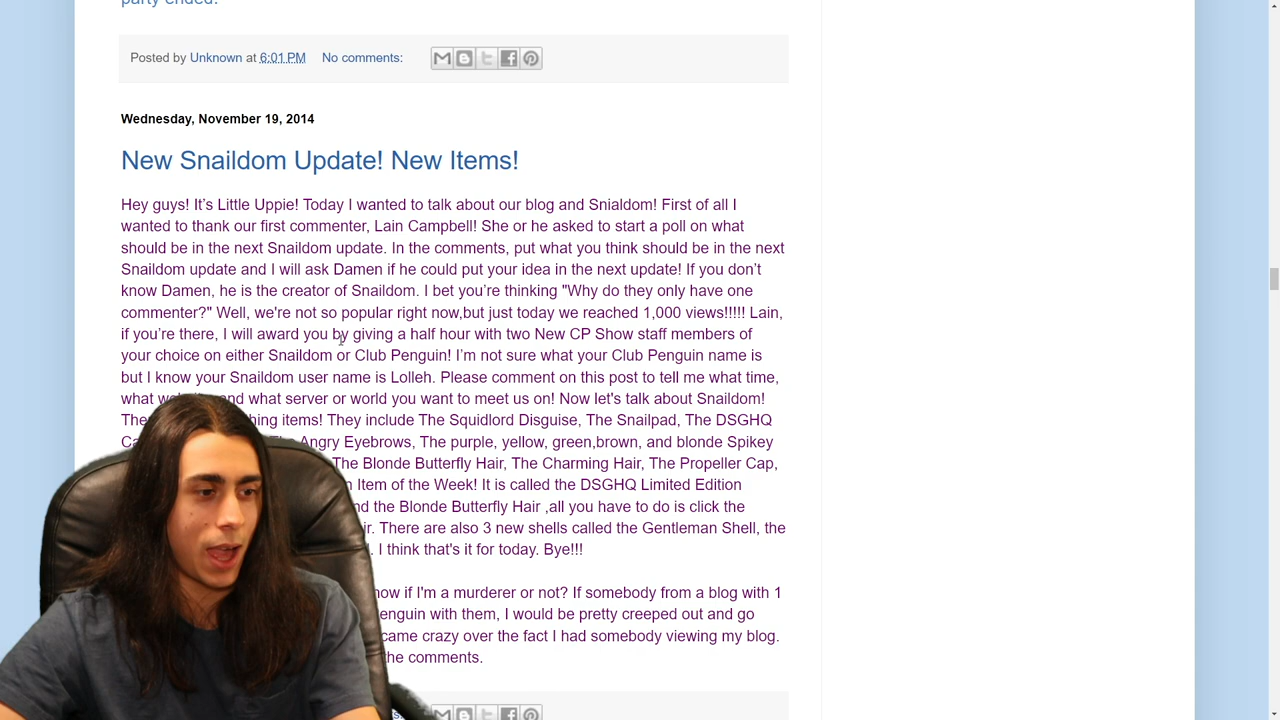 party ended!
Posted by Unknown at 6:01 PM No comments:
Wednesday, November 19, 2014
New Snaildom Update! New Items!
Hey guys! It's Little Uppie! Today I wanted to talk about our blog and Snialdom! First of all I
wanted to thank our first commenter, Lain Campbell! She or he asked to start a poll on what
should be in the next Snaildom update. In the comments, put what you think should be in the next
Snaildom update and I will ask Damen if he could put your idea in the next update! If you don't
know Damen, he is the creator of Snaildom. I bet you're thinking "Why do they only have one
commenter?" Well, we're not so popular right now,but just today we reached 1,000 views!!!!! Lain,
if you're there, I will award you by giving a half hour with two New CP Show staff members of
your choice on either Snaildom or Club Penguin! I'm not sure what your Club Penguin name is
but I know your Snaildom user name is Lolleh. Please comment on this post to tell me what time,
what and what server or world you want to meet us on! Now let's talk about Snaildom!
items! They include The Squidlord Disguise, The Snailpad, The DSGHQ
Angry Eyebrows, The purple, yellow, green,brown, and blonde Spikey
The Blonde Butterfly Hair, The Charming Hair, The Propeller Cap,
Item of the Week! It is called the DSGHQ Limited Edition
the Blonde Butterfly Hair ,all you have to do is click the
There are also 3 new shells called the Gentleman Shell, the
I think that's it for today. Bye!!!
if I'm a murderer or not? If somebody from a blog with 1
with them, I would be pretty creeped out and go
crazy over the fact I had somebody viewing my blog.
the comments.